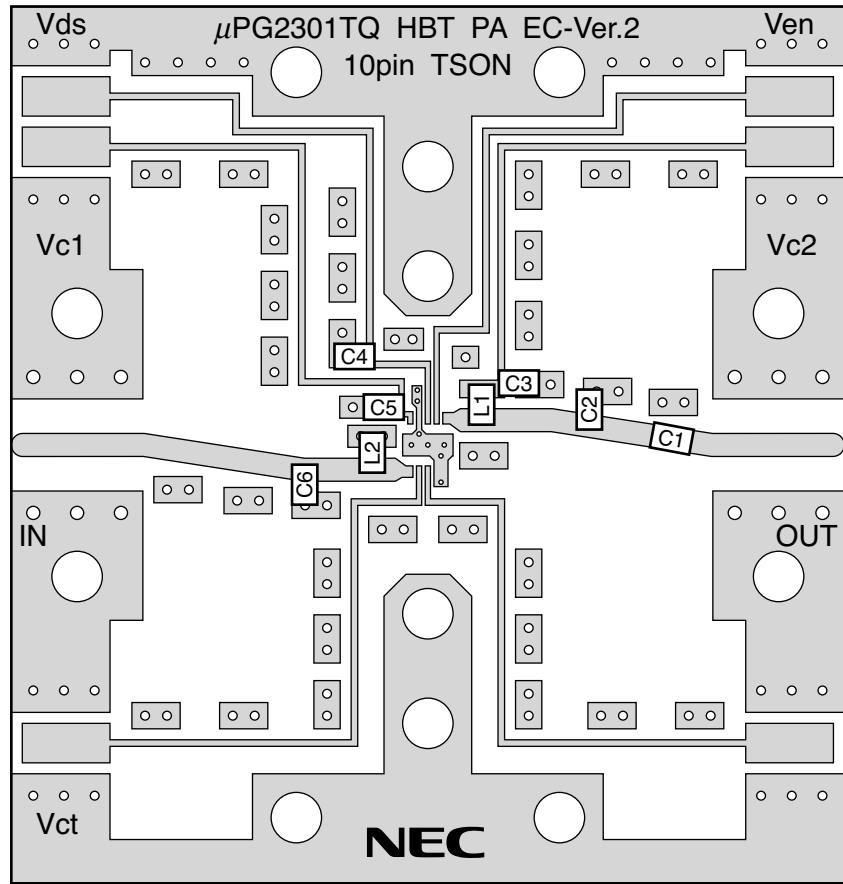 Vds
μPG2301TQ HBT PA EC-Ver.2
Ven
10pin TSON
Vc1
Vc2
C4
C3
C5
L1
C2
C1
L2
C6
IN
OUT
Vct
NEC